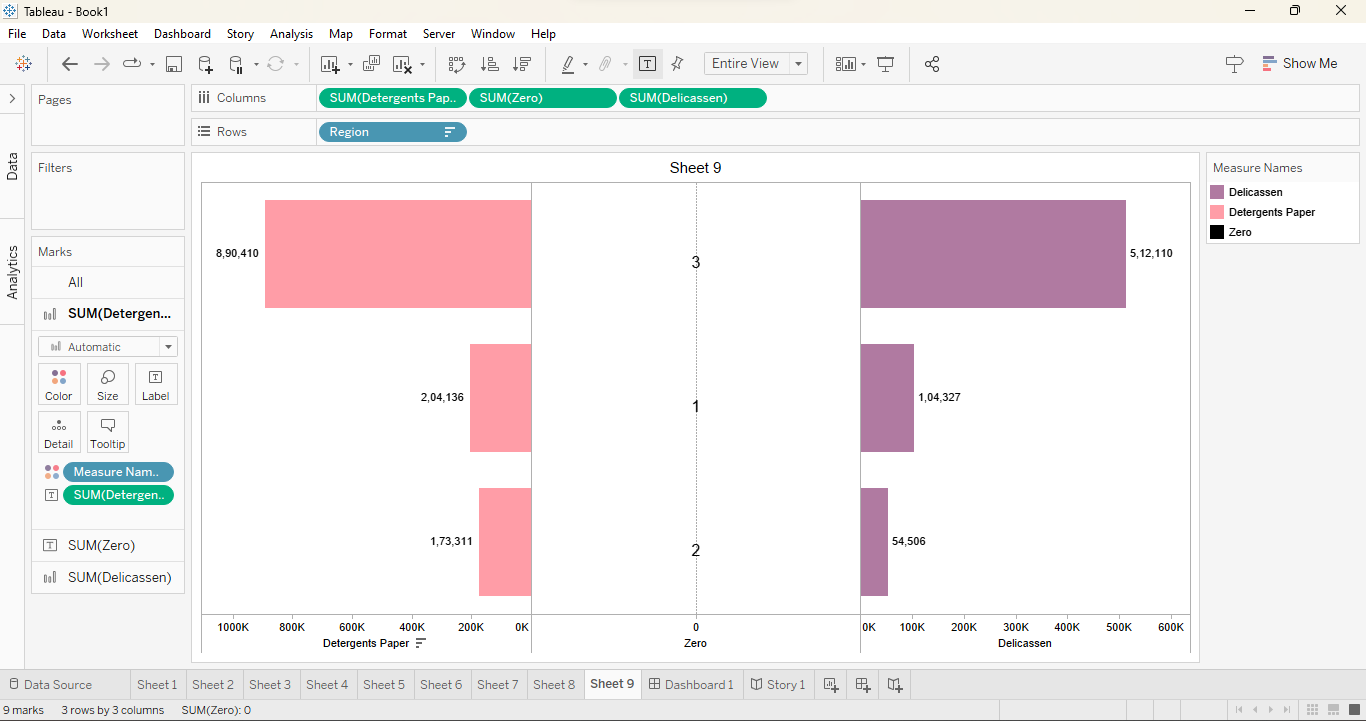 Tableau - Book1
File Data Worksheet Dashboard Story Analysis Map Format Server Window Help
Entire View
Show Me
Data
Analytics
Pages
Filters
Marks
All
SUM(Detergen...
Automatic
Color Size Label
Detail Tooltip
Measure Nam..
SUM(Detergen..
SUM(Zero)
SUM(Delicassen)
Columns SUM(Detergents Pap.. SUM(Zero) SUM(Delicassen)
Rows Region
Sheet 9
8,90,410 3 5,12,110
2,04,136 1 1,04,327
1,73,311 2 54,506
1000K 800K 600K 400K 200K 0K 0 0K 100K 200K 300K 400K 500K 600K
Detergents Paper Zero Delicassen
Measure Names
Delicassen
Detergents Paper
Zero
Data Source Sheet 1 Sheet 2 Sheet 3 Sheet 4 Sheet 5 Sheet 6 Sheet 7 Sheet 8 Sheet 9 Dashboard 1 Story 1
9 marks 3 rows by 3 columns SUM(Zero): 0